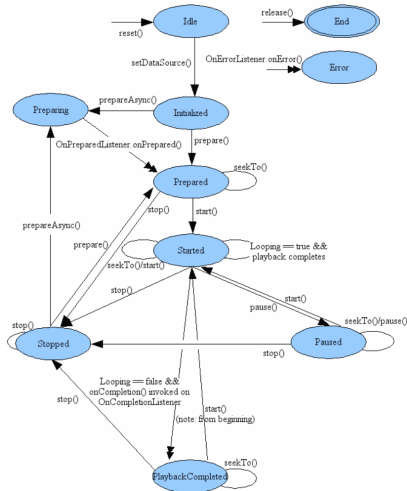 Idle
End
release()
reset()
OnErrorListener.onError()
Error
setDataSource()
prepareAsync()
Preparing
Initialized
prepare()
OnPreparedListener.onPrepared()
seekTo()
Prepared
stop()
start()
prepareAsync()
prepare()
Started
Looping == true &&
playback completes
seekTo()/start()
stop()
start()
pause()
stop()
seekTo()/pause()
Stopped
Paused
stop()
Looping == false &&
onCompletion() invoked on
OnCompletionListener
stop()
start()
(note: from beginning)
seekTo()
PlaybackCompleted